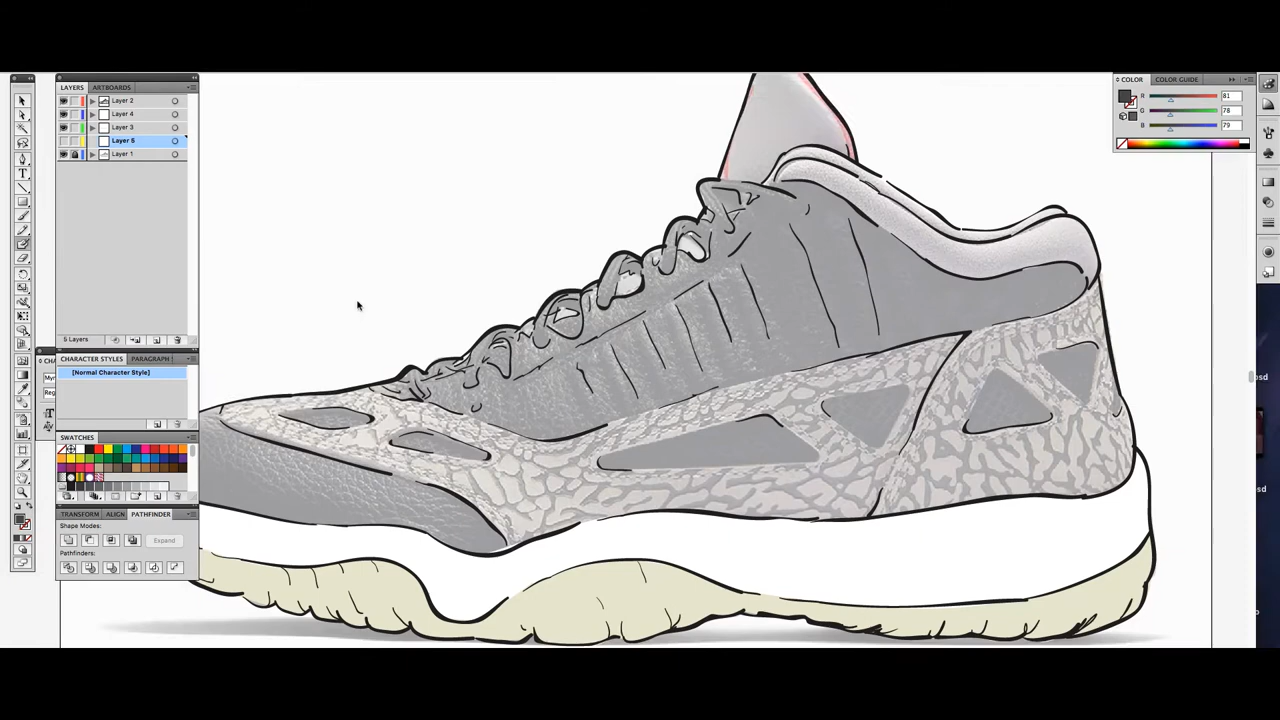 LAYERS ARTBOARDS
Layer 2
Layer 4
Layer 3
Layer 5
Layer 1
5 Layers
CHARACTER STYLES PARAGRAPH
[Normal Character Style]
SWATCHES
TRANSFORM ALIGN PATHFINDER
Shape Modes:
Expand
Pathfinders:
COLOR COLOR GUIDE
R 81
G 78
B 79
psd